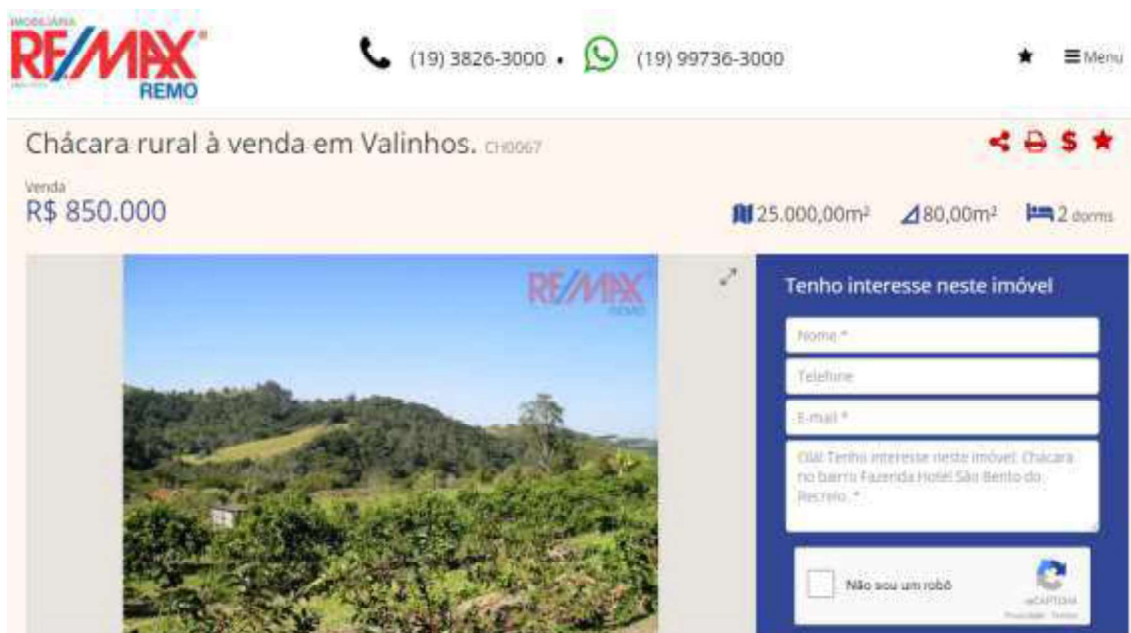 IMOBILIÁRIA
RE/MAX®
REMO
(19) 3826-3000 • (19) 99736-3000
Menu
Chácara rural à venda em Valinhos. CH0067
Venda
R$ 850.000
25.000,00m² 80,00m² 2 dorms
RE/MAX
REMO
Tenho interesse neste imóvel
Nome *
Telefone
E-mail *
Olá! Tenho interesse neste imóvel: Chácara
no bairro Fazenda Hotel São Bento do
Recreio. *
Não sou um robô
reCAPTCHA
Privacidade - Termos